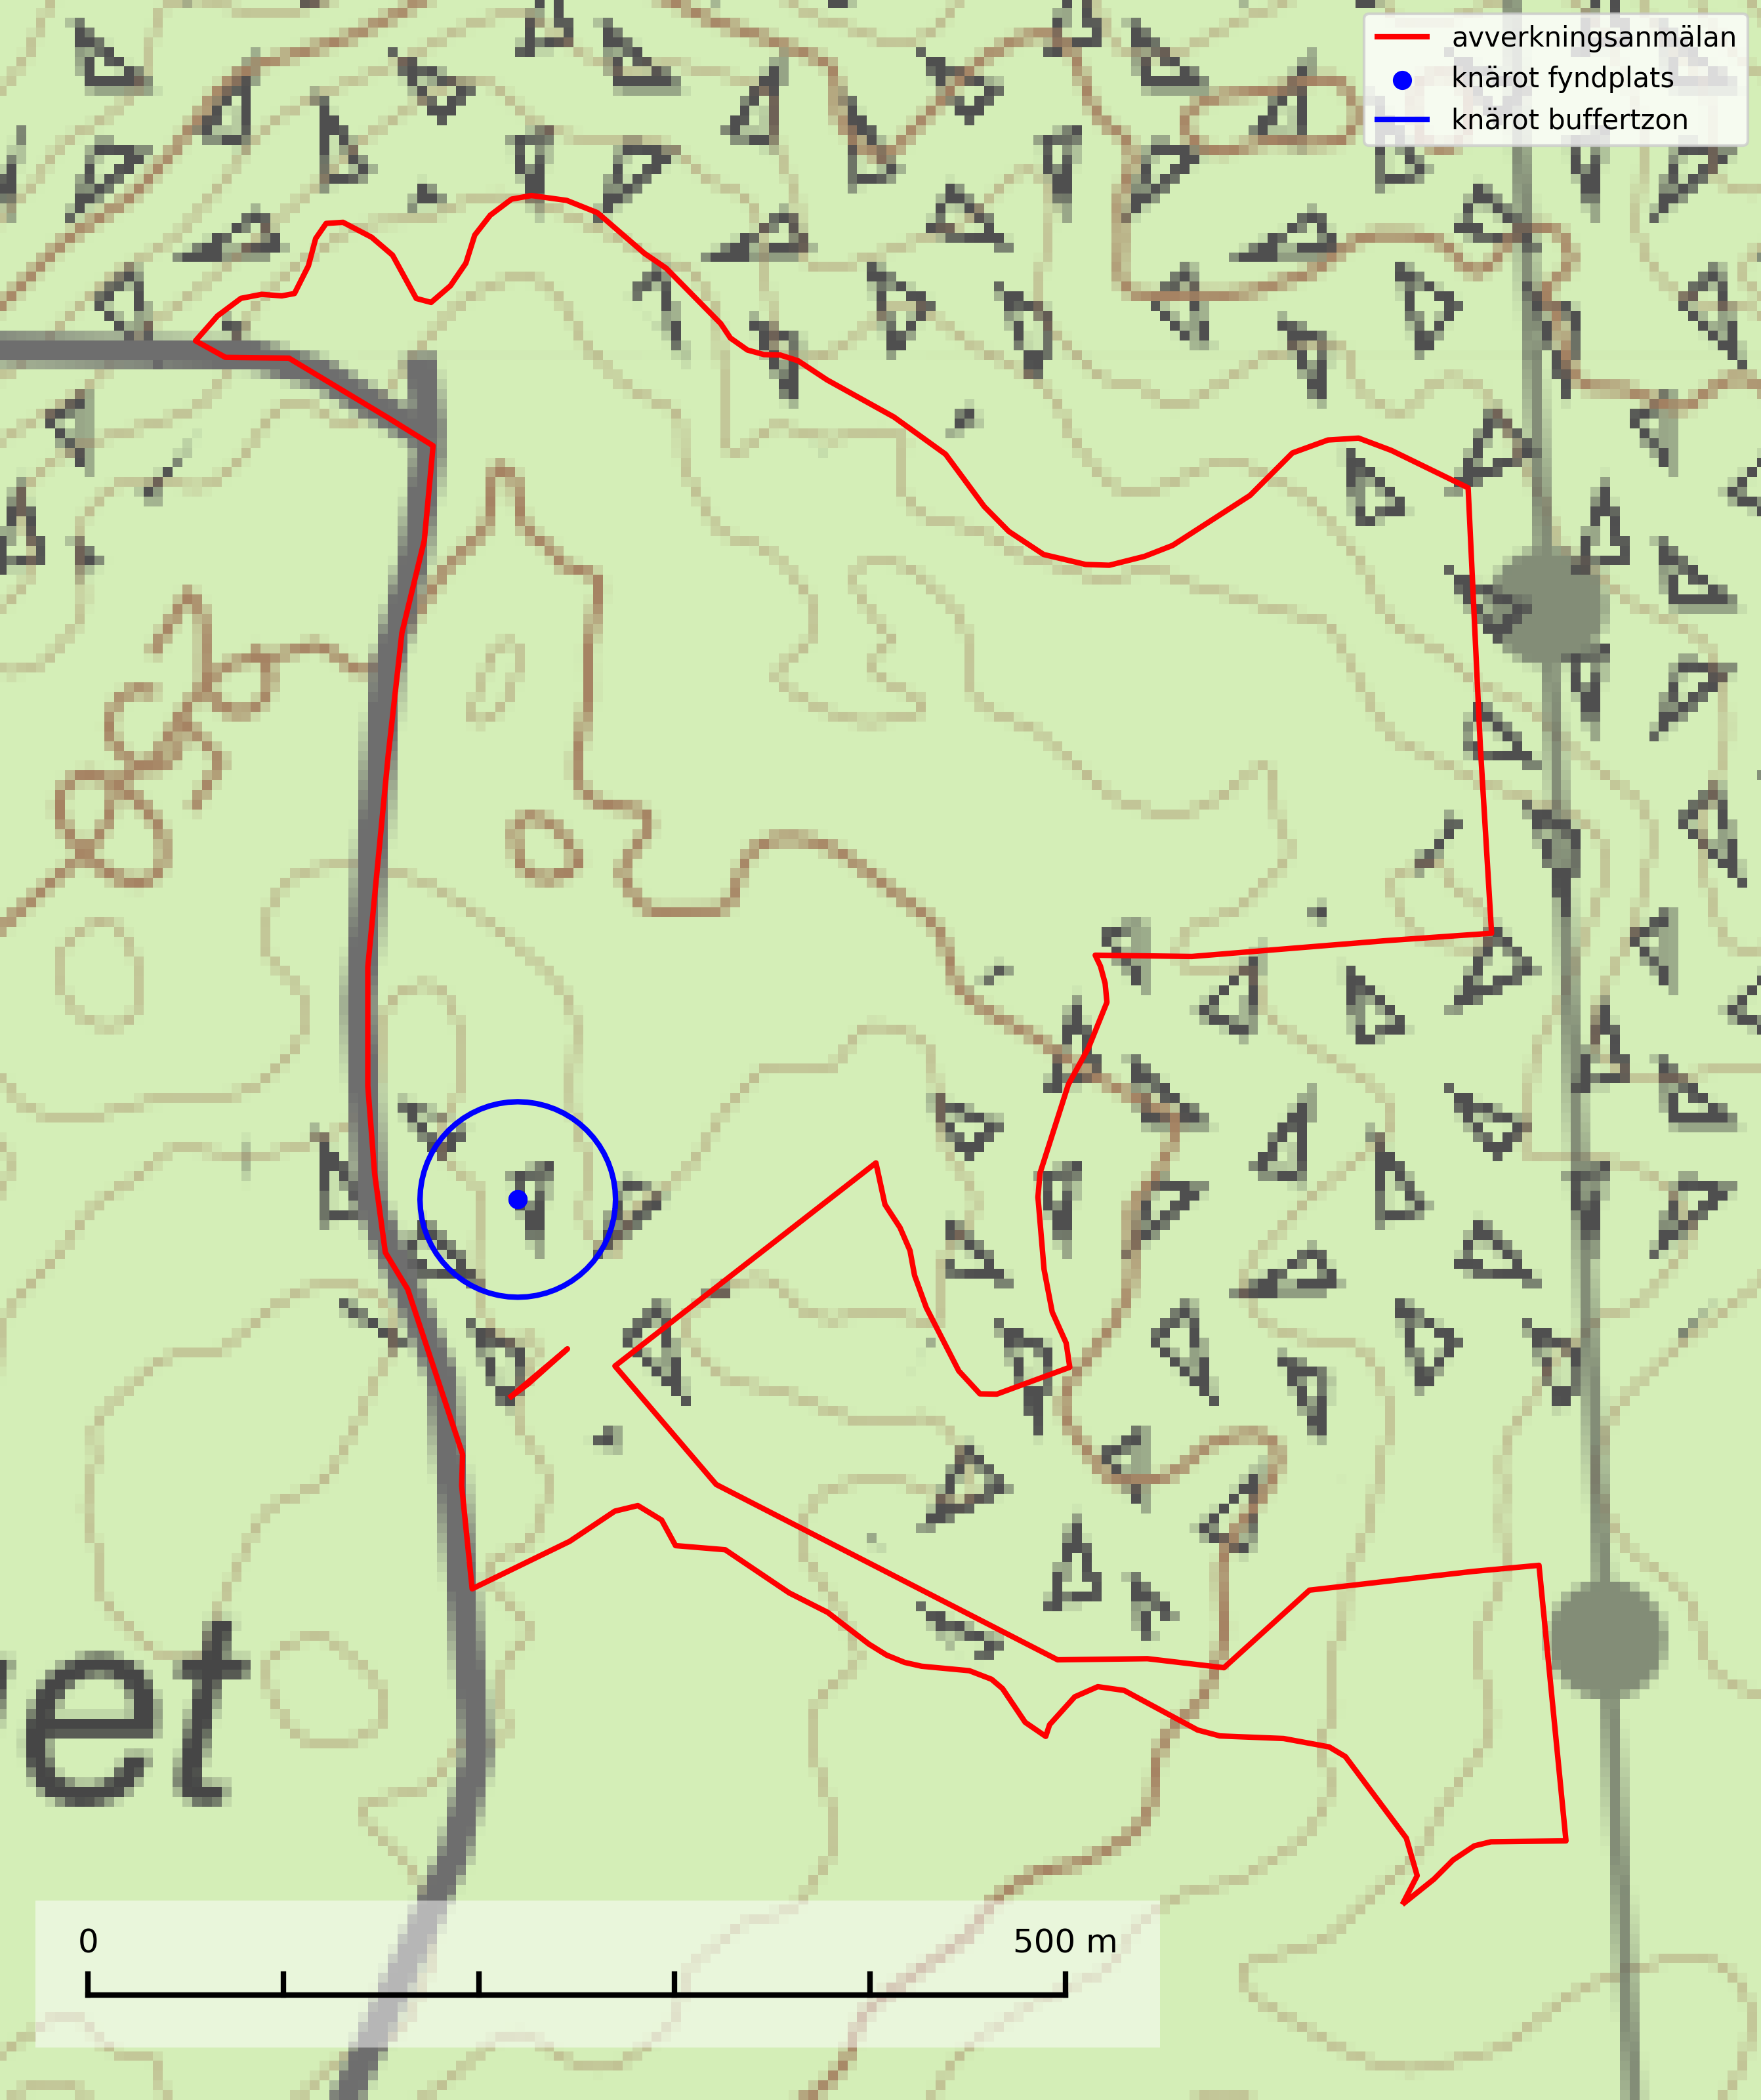 avverkningsanmälan
knärot fyndplats
knärot buffertzon
et
0 500 m